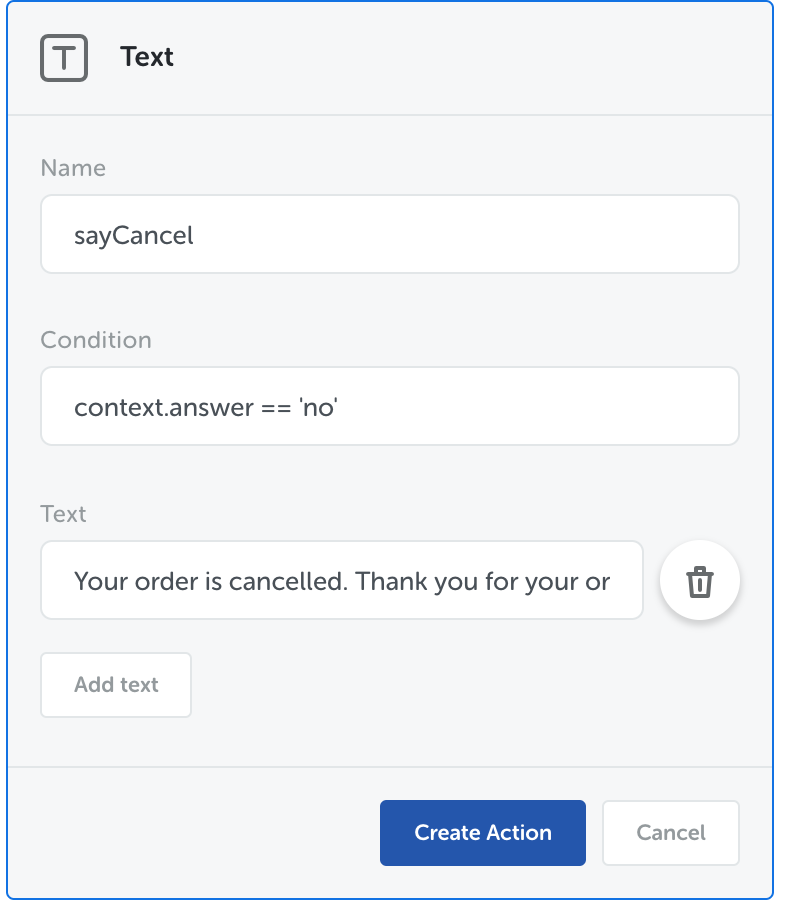 T
Text
Name
sayCancel
Condition
context.answer == 'no'
Text
Your order is cancelled. Thank you for your or
Add text
Create Action
Cancel